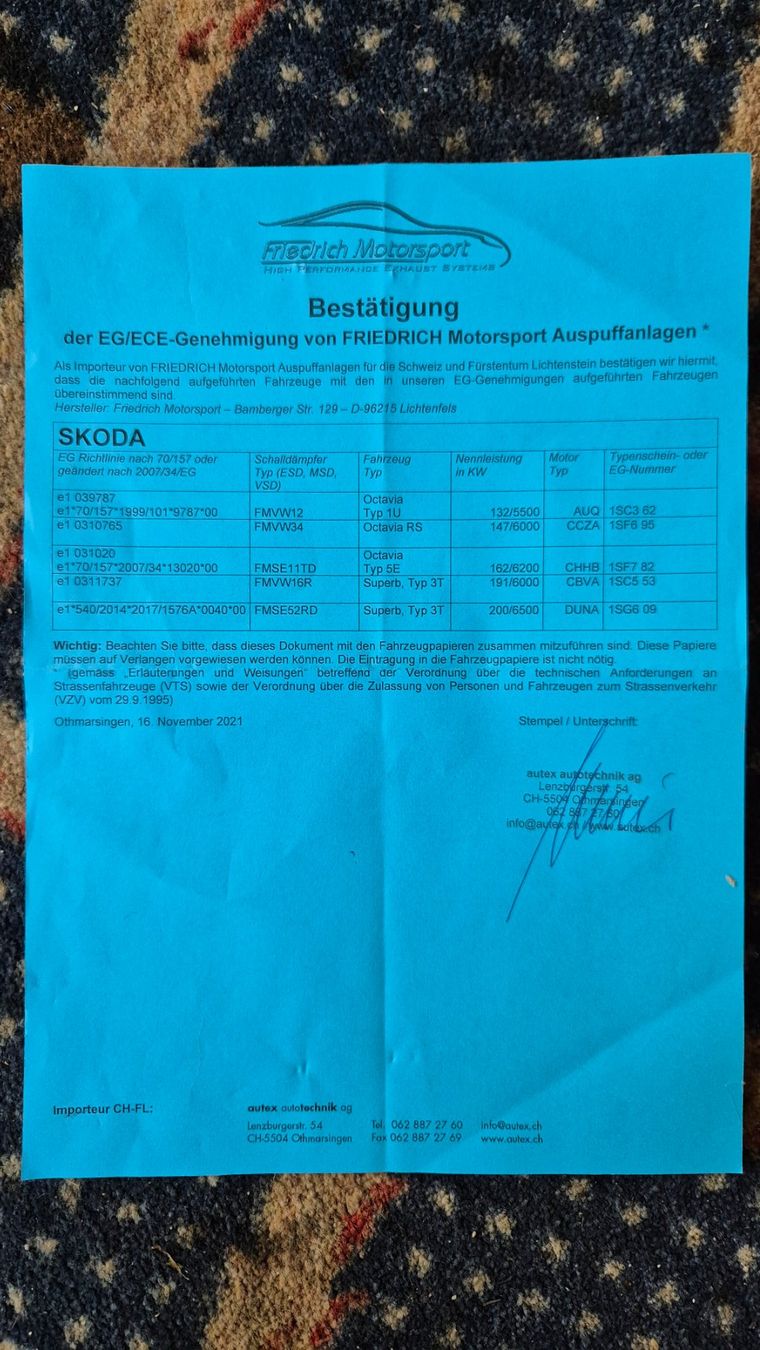 Friedrich Motorsport
HIGH PERFORMANCE EXHAUST SYSTEMS
Bestätigung
der EG/ECE-Genehmigung von FRIEDRICH Motorsport Auspuffanlagen *
Als Importeur von FRIEDRICH Motorsport Auspuffanlagen für die Schweiz und Fürstentum Lichtenstein bestätigen wir hiermit,
dass die nachfolgend aufgeführten Fahrzeuge mit den in unseren EG-Genehmigungen aufgeführten Fahrzeugen
übereinstimmend sind.
Hersteller: Friedrich Motorsport – Bamberger Str. 129 – D-96215 Lichtenfels
SKODA
EG Richtlinie nach 70/157 oder geändert nach 2007/34/EG Schalldämpfer Typ (ESD, MSD, VSD) Fahrzeug Typ Nennleistung in KW Motor Typ Typenschein- oder EG-Nummer
e1 039787 Octavia
e1*70/157*1999/101*9787*00 FMVW12 Typ 1U 132/5500 AUQ 1SC3 62
e1 0310765 FMVW34 Octavia RS 147/6000 CCZA 1SF6 95
e1 031020 Octavia
e1*70/157*2007/34*13020*00 FMSE11TD Typ 5E 162/6200 CHHB 1SF7 82
e1 0311737 FMVW16R Superb, Typ 3T 191/6000 CBVA 1SC5 53
e1*540/2014*2017/1576A*0040*00 FMSE52RD Superb, Typ 3T 200/6500 DUNA 1SG6 09
Wichtig: Beachten Sie bitte, dass dieses Dokument mit den Fahrzeugpapieren zusammen mitzuführen sind. Diese Papiere
müssen auf Verlangen vorgewiesen werden können. Die Eintragung in die Fahrzeugpapiere ist nicht nötig.
* (gemäss „Erläuterungen und Weisungen" betreffend der Verordnung über die technischen Anforderungen an
Strassenfahrzeuge (VTS) sowie der Verordnung über die Zulassung von Personen und Fahrzeugen zum Strassenverkehr
(VZV) vom 29.9.1995)
Othmarsingen, 16. November 2021 Stempel / Unterschrift:
autex autotechnik ag
Lenzburgerstr. 54
CH-5504 Othmarsingen
062 887 27 60
info@autex.ch / www.autex.ch
Importeur CH-FL: autex autotechnik ag
Lenzburgerstr. 54 Tel. 062 887 27 60 info@autex.ch
CH-5504 Othmarsingen Fax 062 887 27 69 www.autex.ch